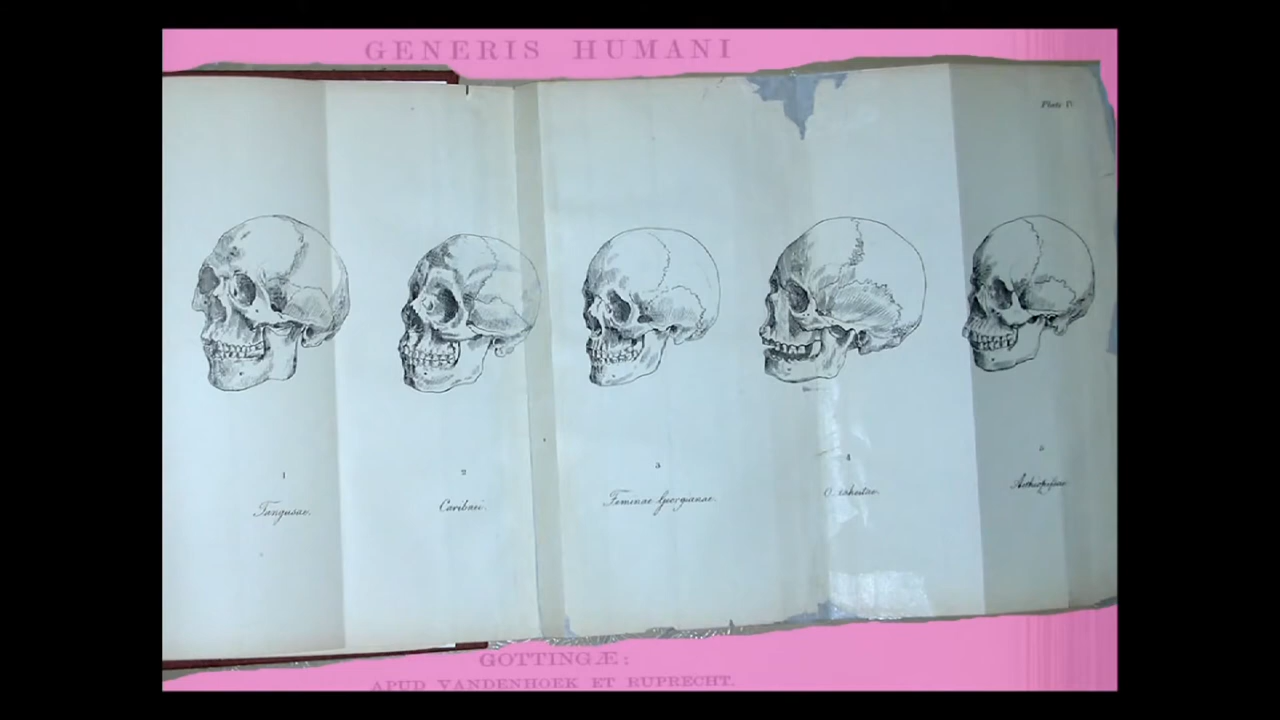 GENERIS HUMANI
Plate IV
1
2
3
4
5
Tungusae.
Caribaei.
Feminae Georgianae.
O-taheitae.
Aethiopissae
GOTTINGÆ;
APUD VANDENHOEK ET RUPRECHT.